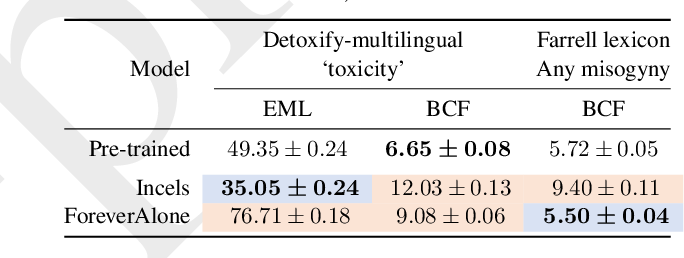 Detoxify-multilingual Farrell lexicon
Model ‘toxicity’ Any misogyny
EML BCF BCF
Pre-trained 49.35 ± 0.24 6.65 ± 0.08 5.72 ± 0.05
Incels 35.05 ± 0.24 12.03 ± 0.13 9.40 ± 0.11
ForeverAlone 76.71 ± 0.18 9.08 ± 0.06 5.50 ± 0.04